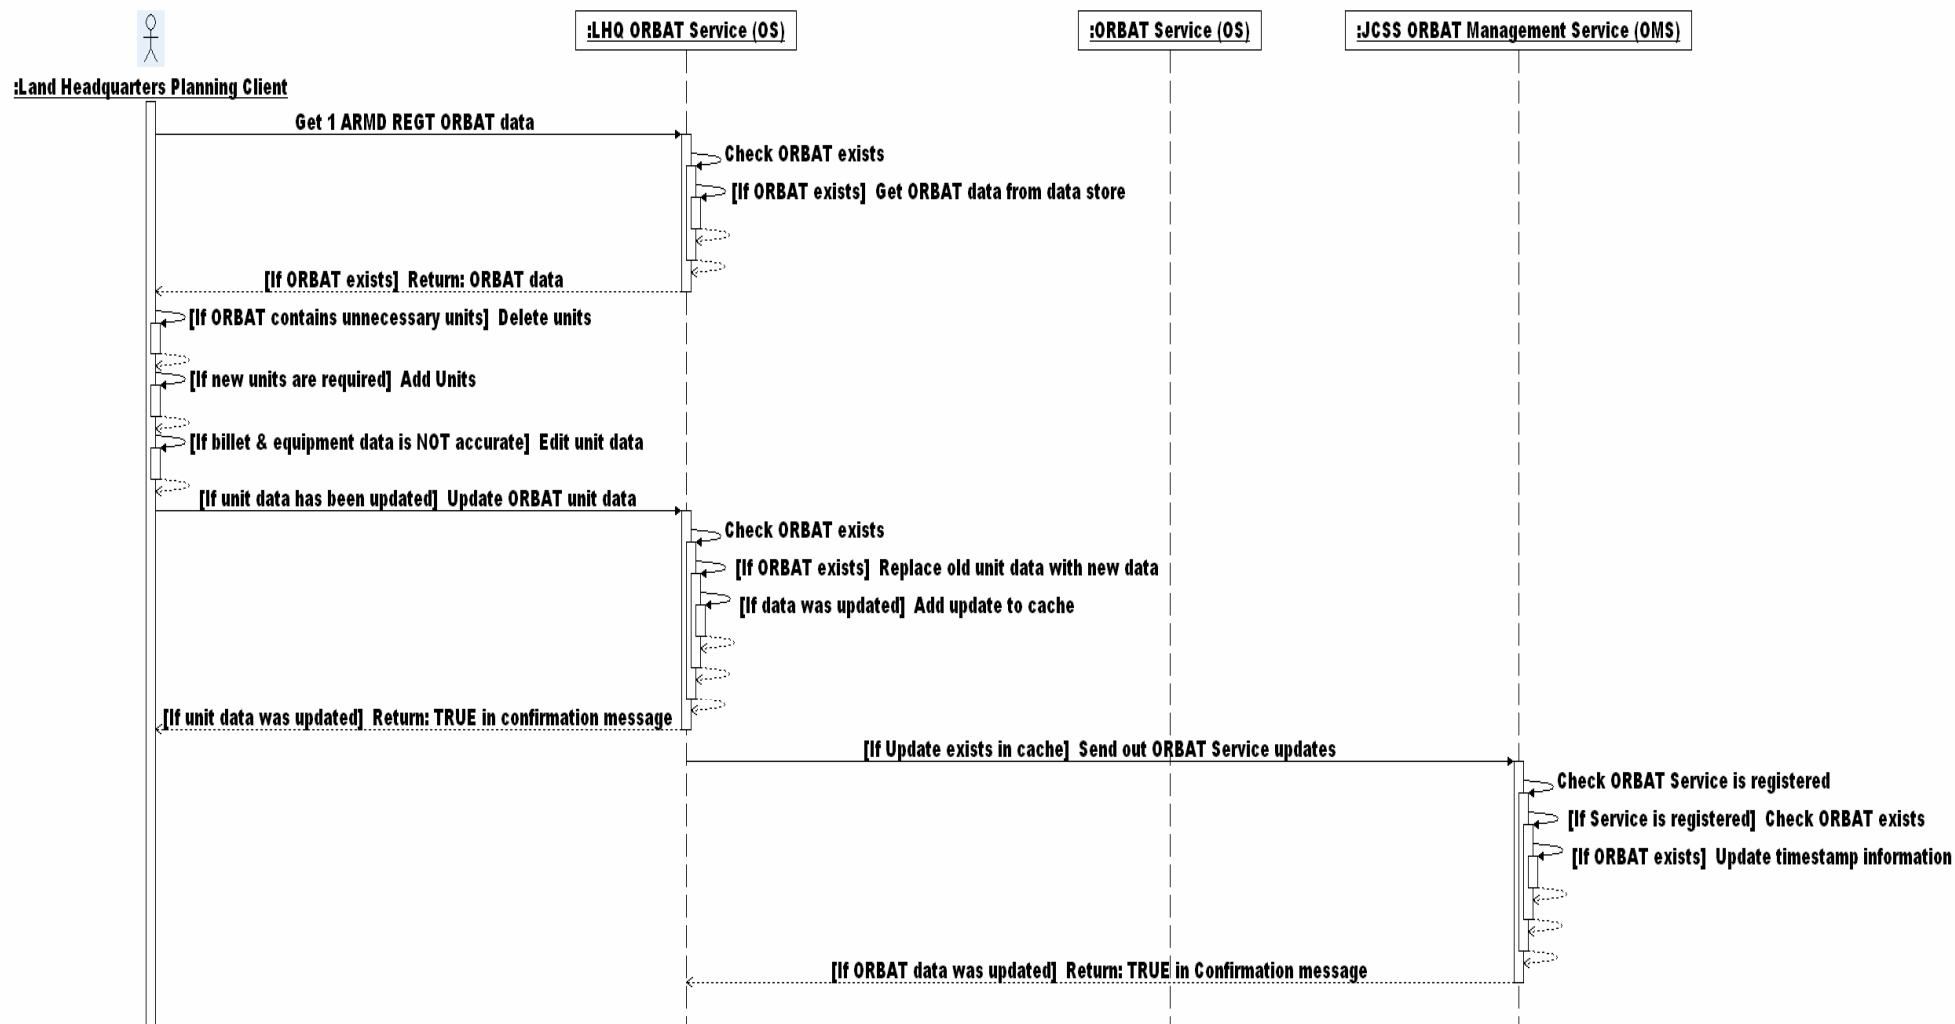 :LHQ ORBAT Service (OS)
:ORBAT Service (OS)
:JCSS ORBAT Management Service (OMS)
:Land Headquarters Planning Client
Get 1 ARMD REGT ORBAT data
Check ORBAT exists
[If ORBAT exists] Get ORBAT data from data store
[If ORBAT exists] Return: ORBAT data
[If ORBAT contains unnecessary units] Delete units
[If new units are required] Add Units
[If billet & equipment data is NOT accurate] Edit unit data
[If unit data has been updated] Update ORBAT unit data
Check ORBAT exists
[If ORBAT exists] Replace old unit data with new data
[If data was updated] Add update to cache
[If unit data was updated] Return: TRUE in confirmation message
[If Update exists in cache] Send out ORBAT Service updates
Check ORBAT Service is registered
[If Service is registered] Check ORBAT exists
[If ORBAT exists] Update timestamp information
[If ORBAT data was updated] Return: TRUE in Confirmation message